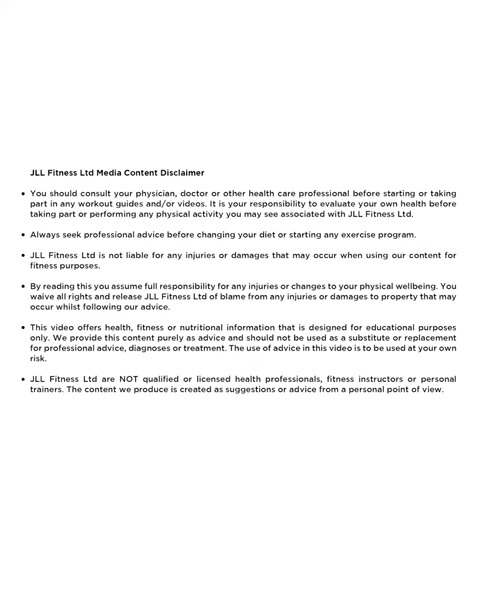 JLL Fitness Ltd Media Content Disclaimer
• You should consult your physician, doctor or other health care professional before starting or taking
part in any workout guides and/or videos. It is your responsibility to evaluate your own health before
taking part or performing any physical activity you may see associated with JLL Fitness Ltd.
• Always seek professional advice before changing your diet or starting any exercise program.
• JLL Fitness Ltd is not liable for any injuries or damages that may occur when using our content for
fitness purposes.
• By reading this you assume full responsibility for any injuries or changes to your physical wellbeing. You
waive all rights and release JLL Fitness Ltd of blame from any injuries or damages to property that may
occur whilst following our advice.
• This video offers health, fitness or nutritional information that is designed for educational purposes
only. We provide this content purely as advice and should not be used as a substitute or replacement
for professional advice, diagnoses or treatment. The use of advice in this video is to be used at your own
risk.
• JLL Fitness Ltd are NOT qualified or licensed health professionals, fitness instructors or personal
trainers. The content we produce is created as suggestions or advice from a personal point of view.